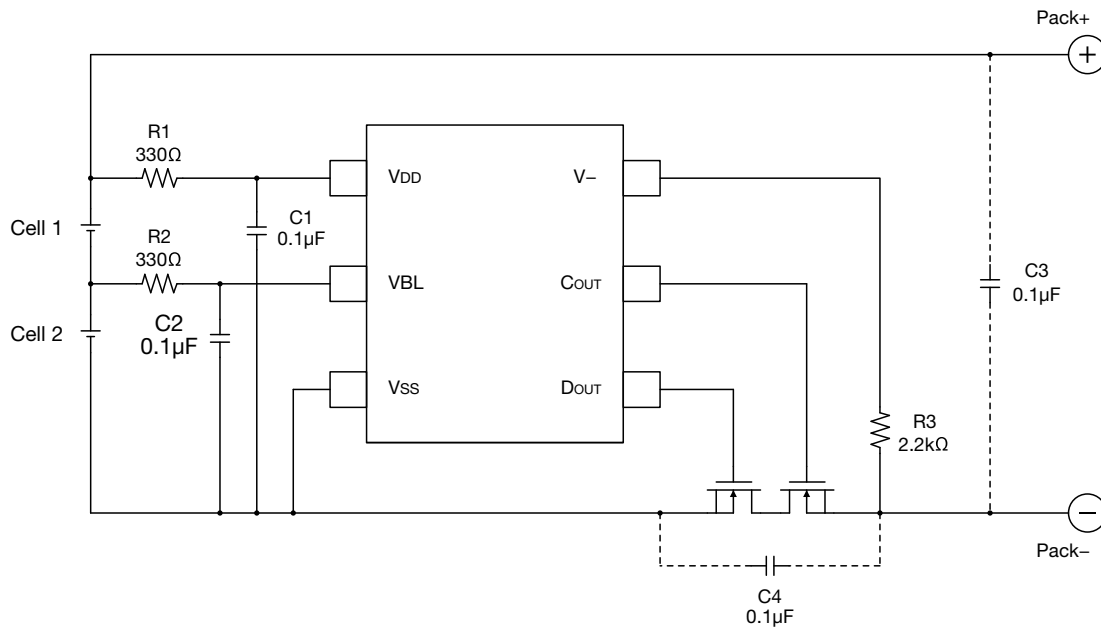 Pack+
R1
330Ω
VDD
V−
Cell 1
C1
0.1µF
R2
330Ω
VBL
COUT
C3
0.1µF
Cell 2
C2
0.1µF
VSS
DOUT
R3
2.2kΩ
Pack−
C4
0.1µF